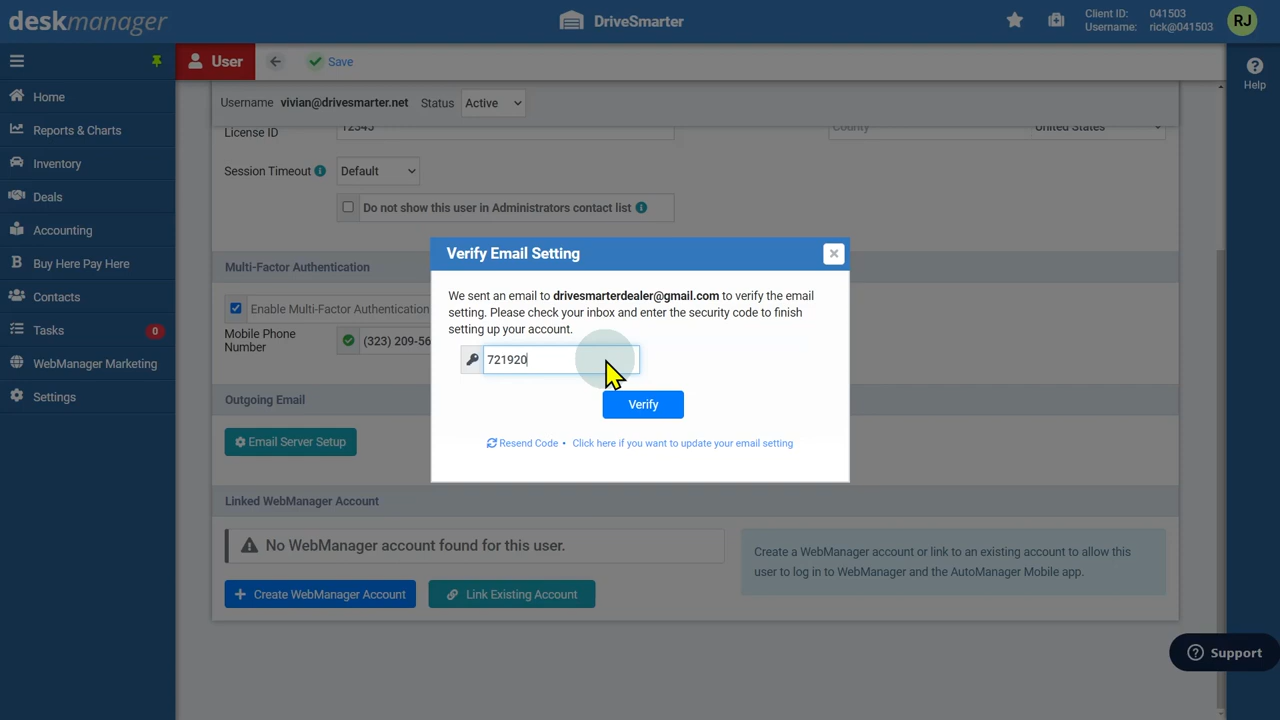 deskmanager
DriveSmarter
Client ID: 041503
Username: rick@041503
RJ
User
Save
Help
Home
Reports & Charts
Inventory
Deals
Accounting
Buy Here Pay Here
Contacts
Tasks 0
WebManager Marketing
Settings
Username vivian@drivesmarter.net Status Active
License ID 12345
County United States
Session Timeout Default
Do not show this user in Administrators contact list
Multi-Factor Authentication
Enable Multi-Factor Authentication
Mobile Phone
Number
(323) 209-56
Outgoing Email
Email Server Setup
Verify Email Setting
We sent an email to drivesmarterdealer@gmail.com to verify the email
setting. Please check your inbox and enter the security code to finish
setting up your account.
721920
Verify
Resend Code • Click here if you want to update your email setting
Linked WebManager Account
No WebManager account found for this user.
Create a WebManager account or link to an existing account to allow this
user to log in to WebManager and the AutoManager Mobile app.
Create WebManager Account
Link Existing Account
Support